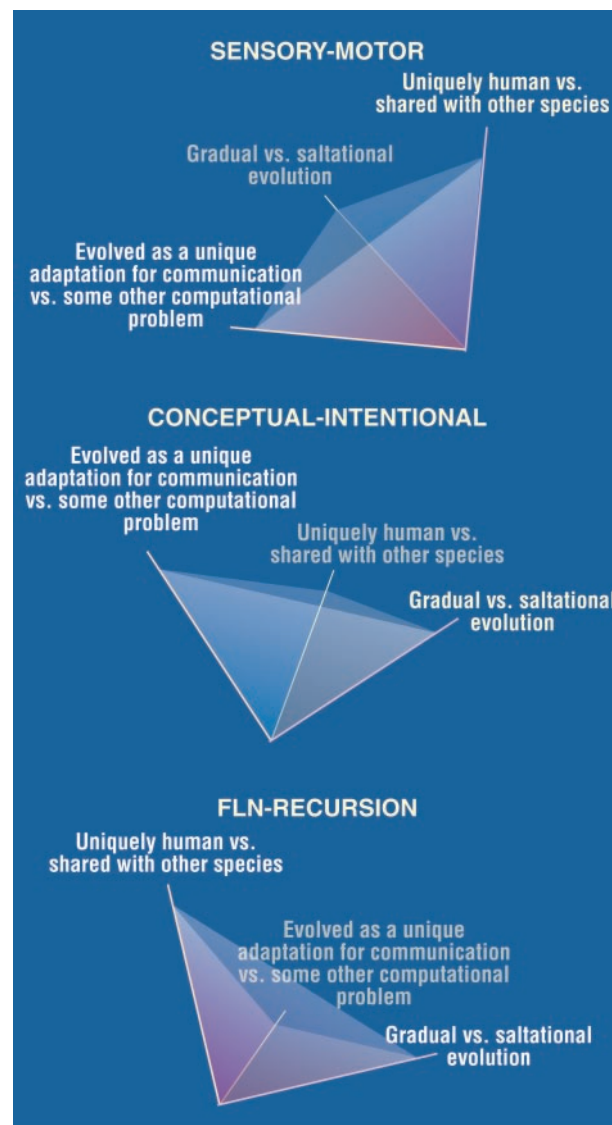 SENSORY-MOTOR
Uniquely human vs.
shared with other species
Gradual vs. saltational
evolution
Evolved as a unique
adaptation for communication
vs. some other computational
problem
CONCEPTUAL-INTENTIONAL
Evolved as a unique
adaptation for communication
vs. some other computational
problem
Uniquely human vs.
shared with other species
Gradual vs. saltational
evolution
FLN-RECURSION
Uniquely human vs.
shared with other species
Evolved as a unique
adaptation for communication
vs. some other computational
problem
Gradual vs. saltational
evolution